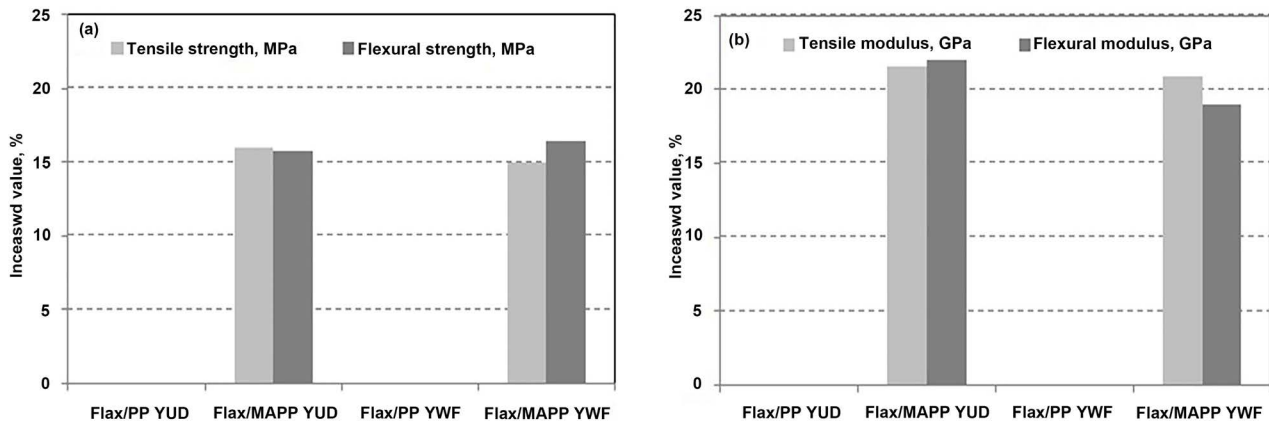 (a)
Tensile strength, MPa
Flexural strength, MPa
Inceaswd value, %
25
20
15
10
5
0
Flax/PP YUD
Flax/MAPP YUD
Flax/PP YWF
Flax/MAPP YWF
(b)
Tensile modulus, GPa
Flexural modulus, GPa
Inceaswd value, %
25
20
15
10
5
0
Flax/PP YUD
Flax/MAPP YUD
Flax/PP YWF
Flax/MAPP YWF